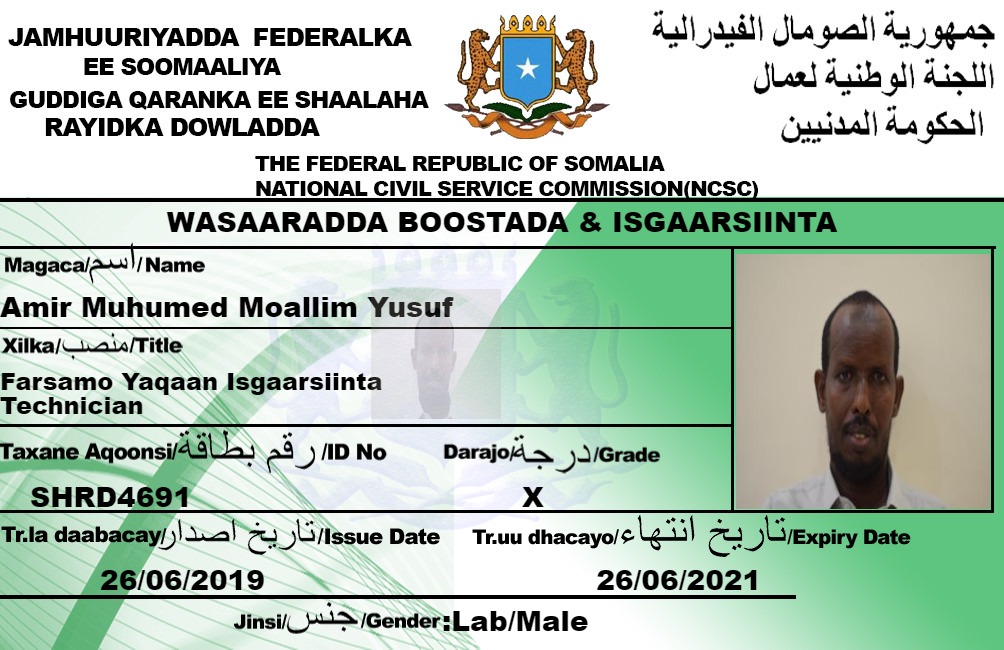 JAMHUURIYADDA FEDERALKA
EE SOOMAALIYA
GUDDIGA QARANKA EE SHAALAHA
RAYIDKA DOWLADDA
جمهورية الصومال الفيدرالية
اللجنة الوطنية لعمال
الحكومة المدنيين
THE FEDERAL REPUBLIC OF SOMALIA
NATIONAL CIVIL SERVICE COMMISSION(NCSC)
WASAARADDA BOOSTADA & ISGAARSIINTA
Magaca/اسم/Name
Amir Muhumed Moallim Yusuf
Xilka/منصب/Title
Farsamo Yaqaan Isgaarsiinta
Technician
Taxane Aqoonsi/رقم بطاقة/ID No
Darajo/درجة/Grade
SHRD4691
X
Tr.la daabacay/تاريخ اصدار/Issue Date
Tr.uu dhacayo/تاريخ انتهاء/Expiry Date
26/06/2019
26/06/2021
Jinsi/جنس/Gender:Lab/Male